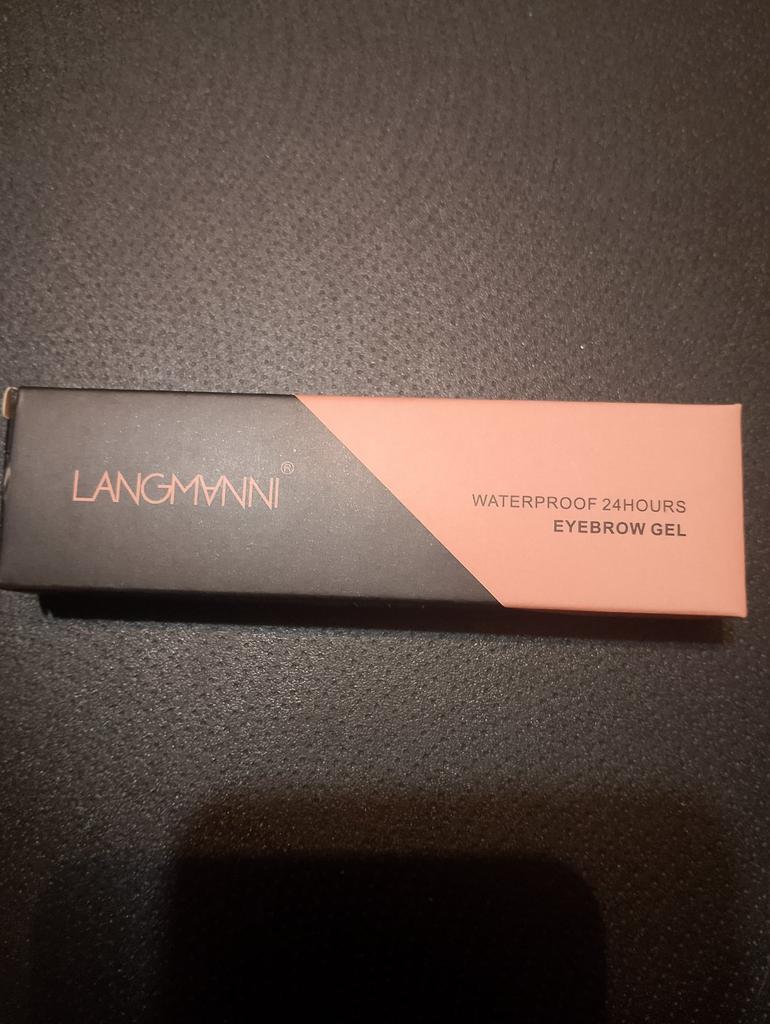 LANGMANNI®
WATERPROOF 24HOURS
EYEBROW GEL